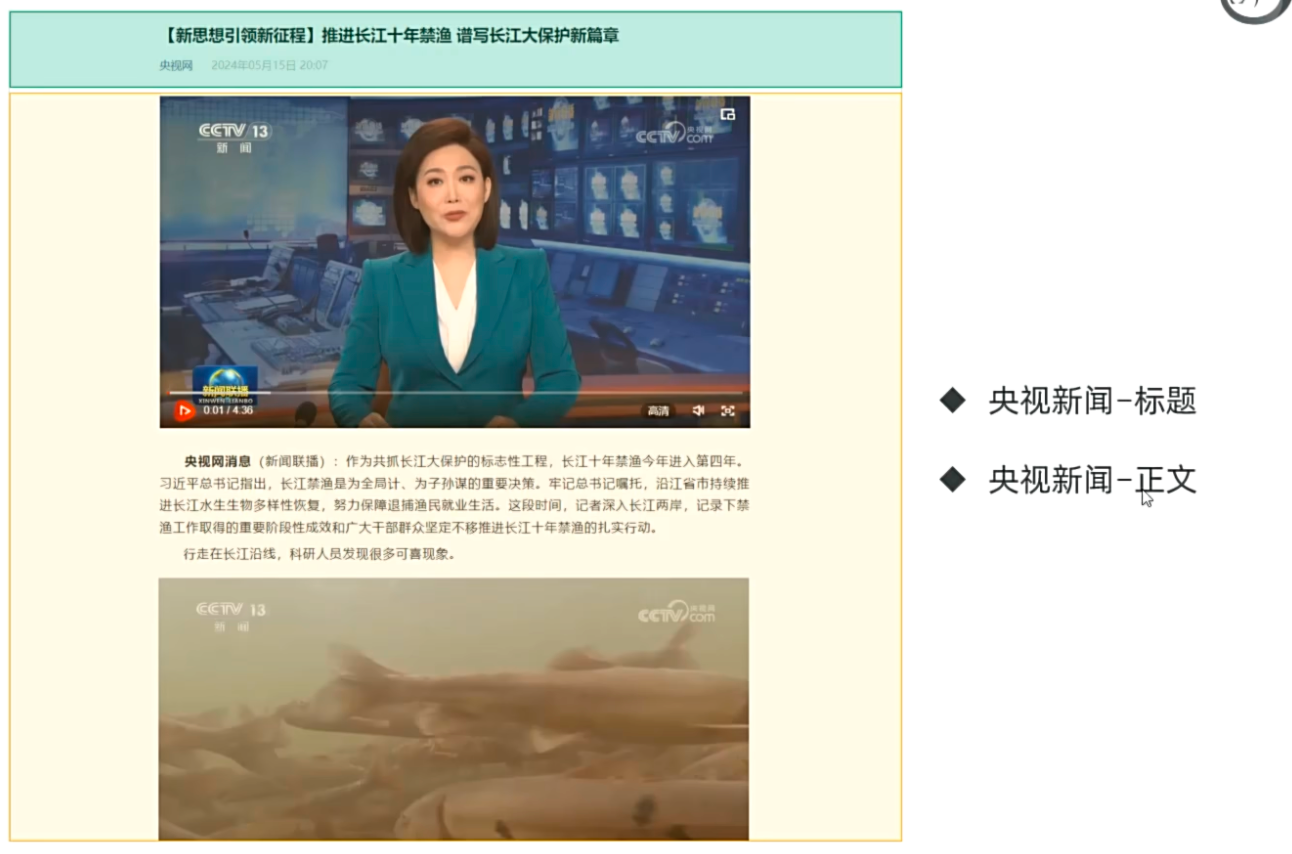 【新思想引领新征程】推进长江十年禁渔 谱写长江大保护新篇章
央视网 2024年05月15日 20:07
CCTV 13
新 闻
CCTV 央视网
com
新闻联播
XINWEN LIANBO
0:01 / 4:36
高清
央视网消息（新闻联播）：作为共抓长江大保护的标志性工程，长江十年禁渔今年进入第四年。
习近平总书记指出，长江禁渔是为全局计、为子孙谋的重要决策。牢记总书记嘱托，沿江省市持续推
进长江水生生物多样性恢复，努力保障退捕渔民就业生活。这段时间，记者深入长江两岸，记录下禁
渔工作取得的重要阶段性成效和广大干部群众坚定不移推进长江十年禁渔的扎实行动。
行走在长江沿线，科研人员发现很多可喜现象。
CCTV 13
新 闻
CCTV 央视网
com
◆ 央视新闻-标题
◆ 央视新闻-正文